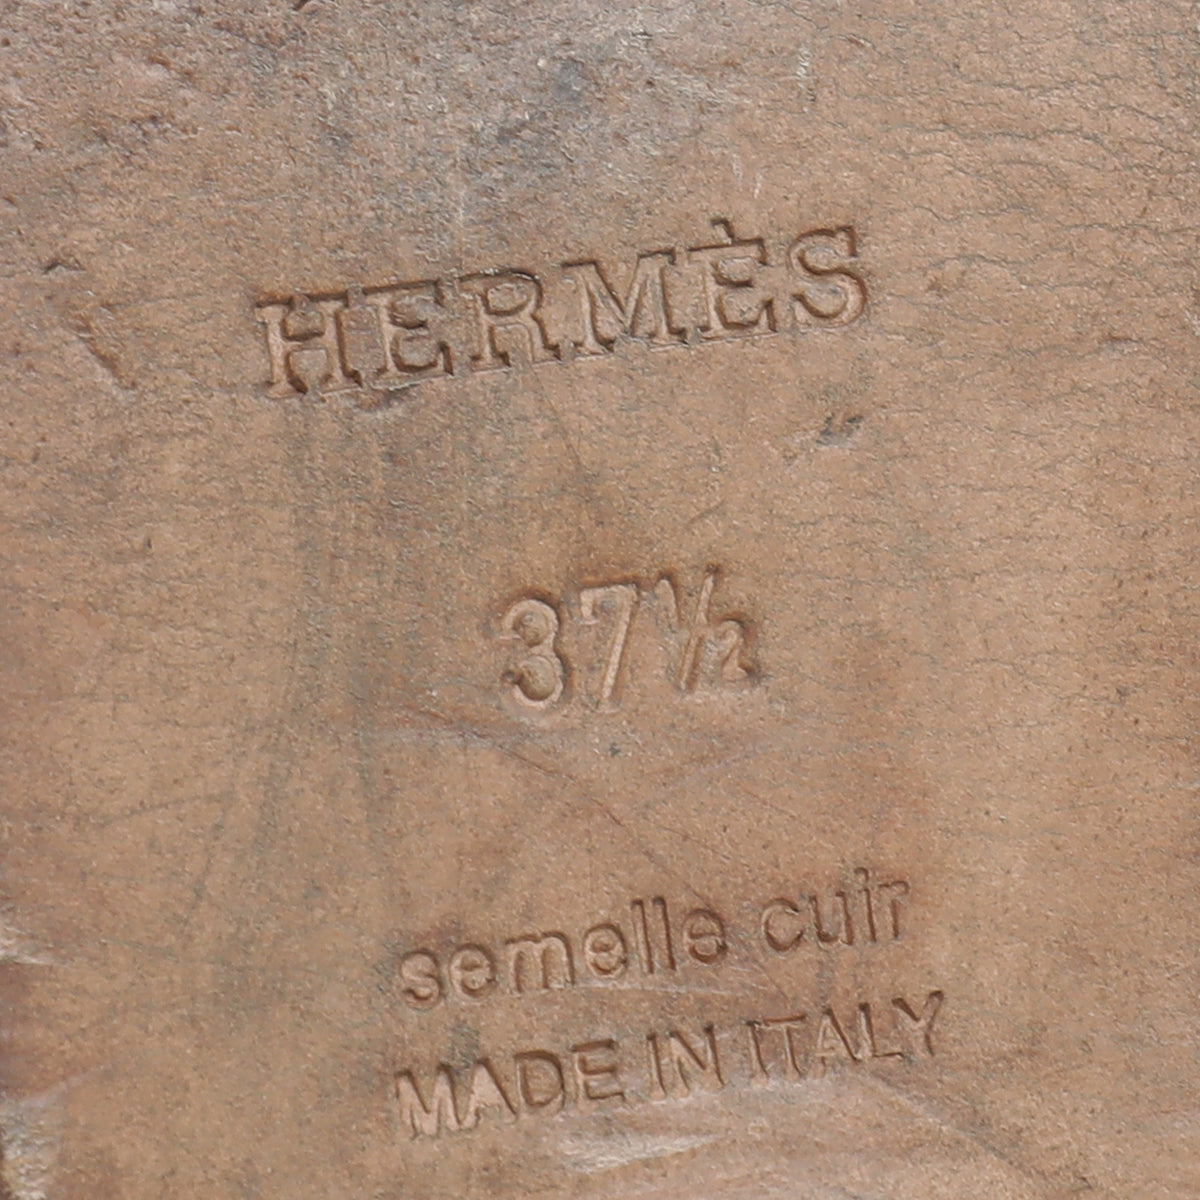 HERMÈS
37½
semelle cuir
MADE IN ITALY